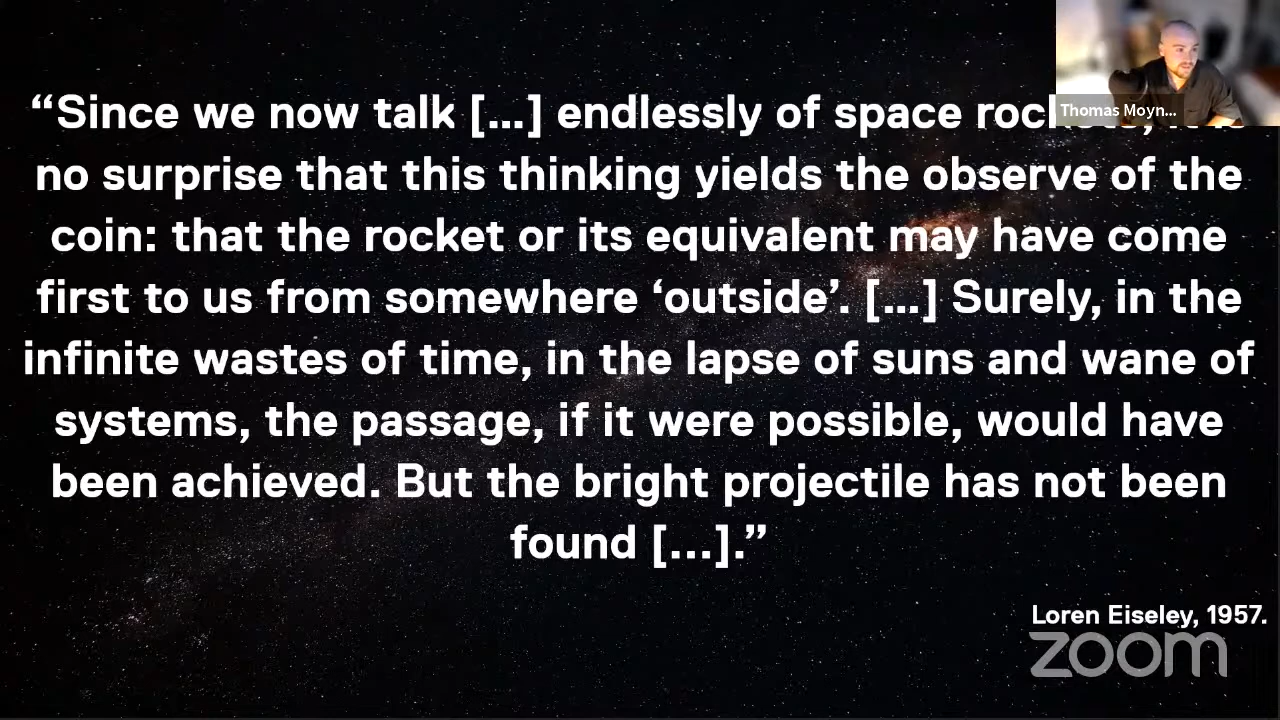 “Since we now talk [...] endlessly of space
no surprise that this thinking yields the observe of the
coin: that the rocket or its equivalent may have come
first to us from somewhere ‘outside’. [...] Surely, in the
infinite wastes of time, in the lapse of suns and wane of
systems, the passage, if it were possible, would have
been achieved. But the bright projectile has not been
found [...].”
Loren Eiseley, 1957.
zoom
Thomas Moyn...